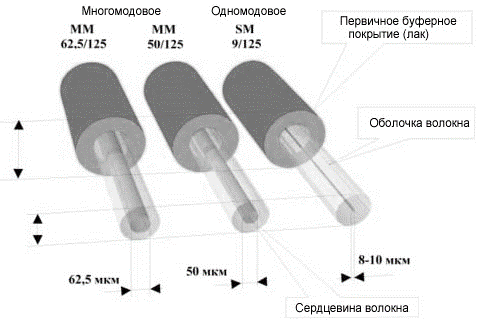 Многомодовое
Одномодовое
MM
62,5/125
MM
50/125
SM
9/125
Первичное буферное
покрытие (лак)
Оболочка волокна
62,5 мкм
50 мкм
8-10 мкм
Сердцевина волокна